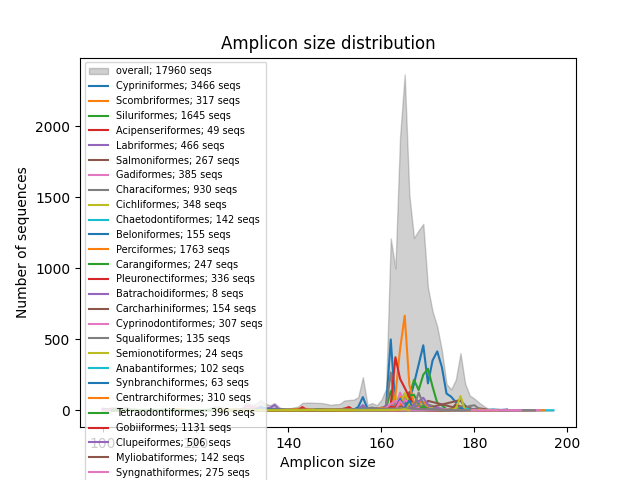 Amplicon size distribution
Number of sequences
2000
1500
1000
500
0
overall; 17960 seqs
Cypriniformes; 3466 seqs
Scombriformes; 317 seqs
Siluriformes; 1645 seqs
Acipenseriformes; 49 seqs
Labriformes; 466 seqs
Salmoniformes; 267 seqs
Gadiformes; 385 seqs
Characiformes; 930 seqs
Cichliformes; 348 seqs
Chaetodontiformes; 142 seqs
Beloniformes; 155 seqs
Perciformes; 1763 seqs
Carangiformes; 247 seqs
Pleuronectiformes; 336 seqs
Batrachoidiformes; 8 seqs
Carcharhiniformes; 154 seqs
Cyprinodontiformes; 307 seqs
Squaliformes; 135 seqs
Semionotiformes; 24 seqs
Anabantiformes; 102 seqs
Synbranchiformes; 63 seqs
Centrarchiformes; 310 seqs
Tetraodontiformes; 396 seqs
Gobiiformes; 1131 seqs
Clupeiformes; 506 seqs
Myliobatiformes; 142 seqs
Syngnathiformes; 275 seqs
100 120 140 160 180 200
Amplicon size